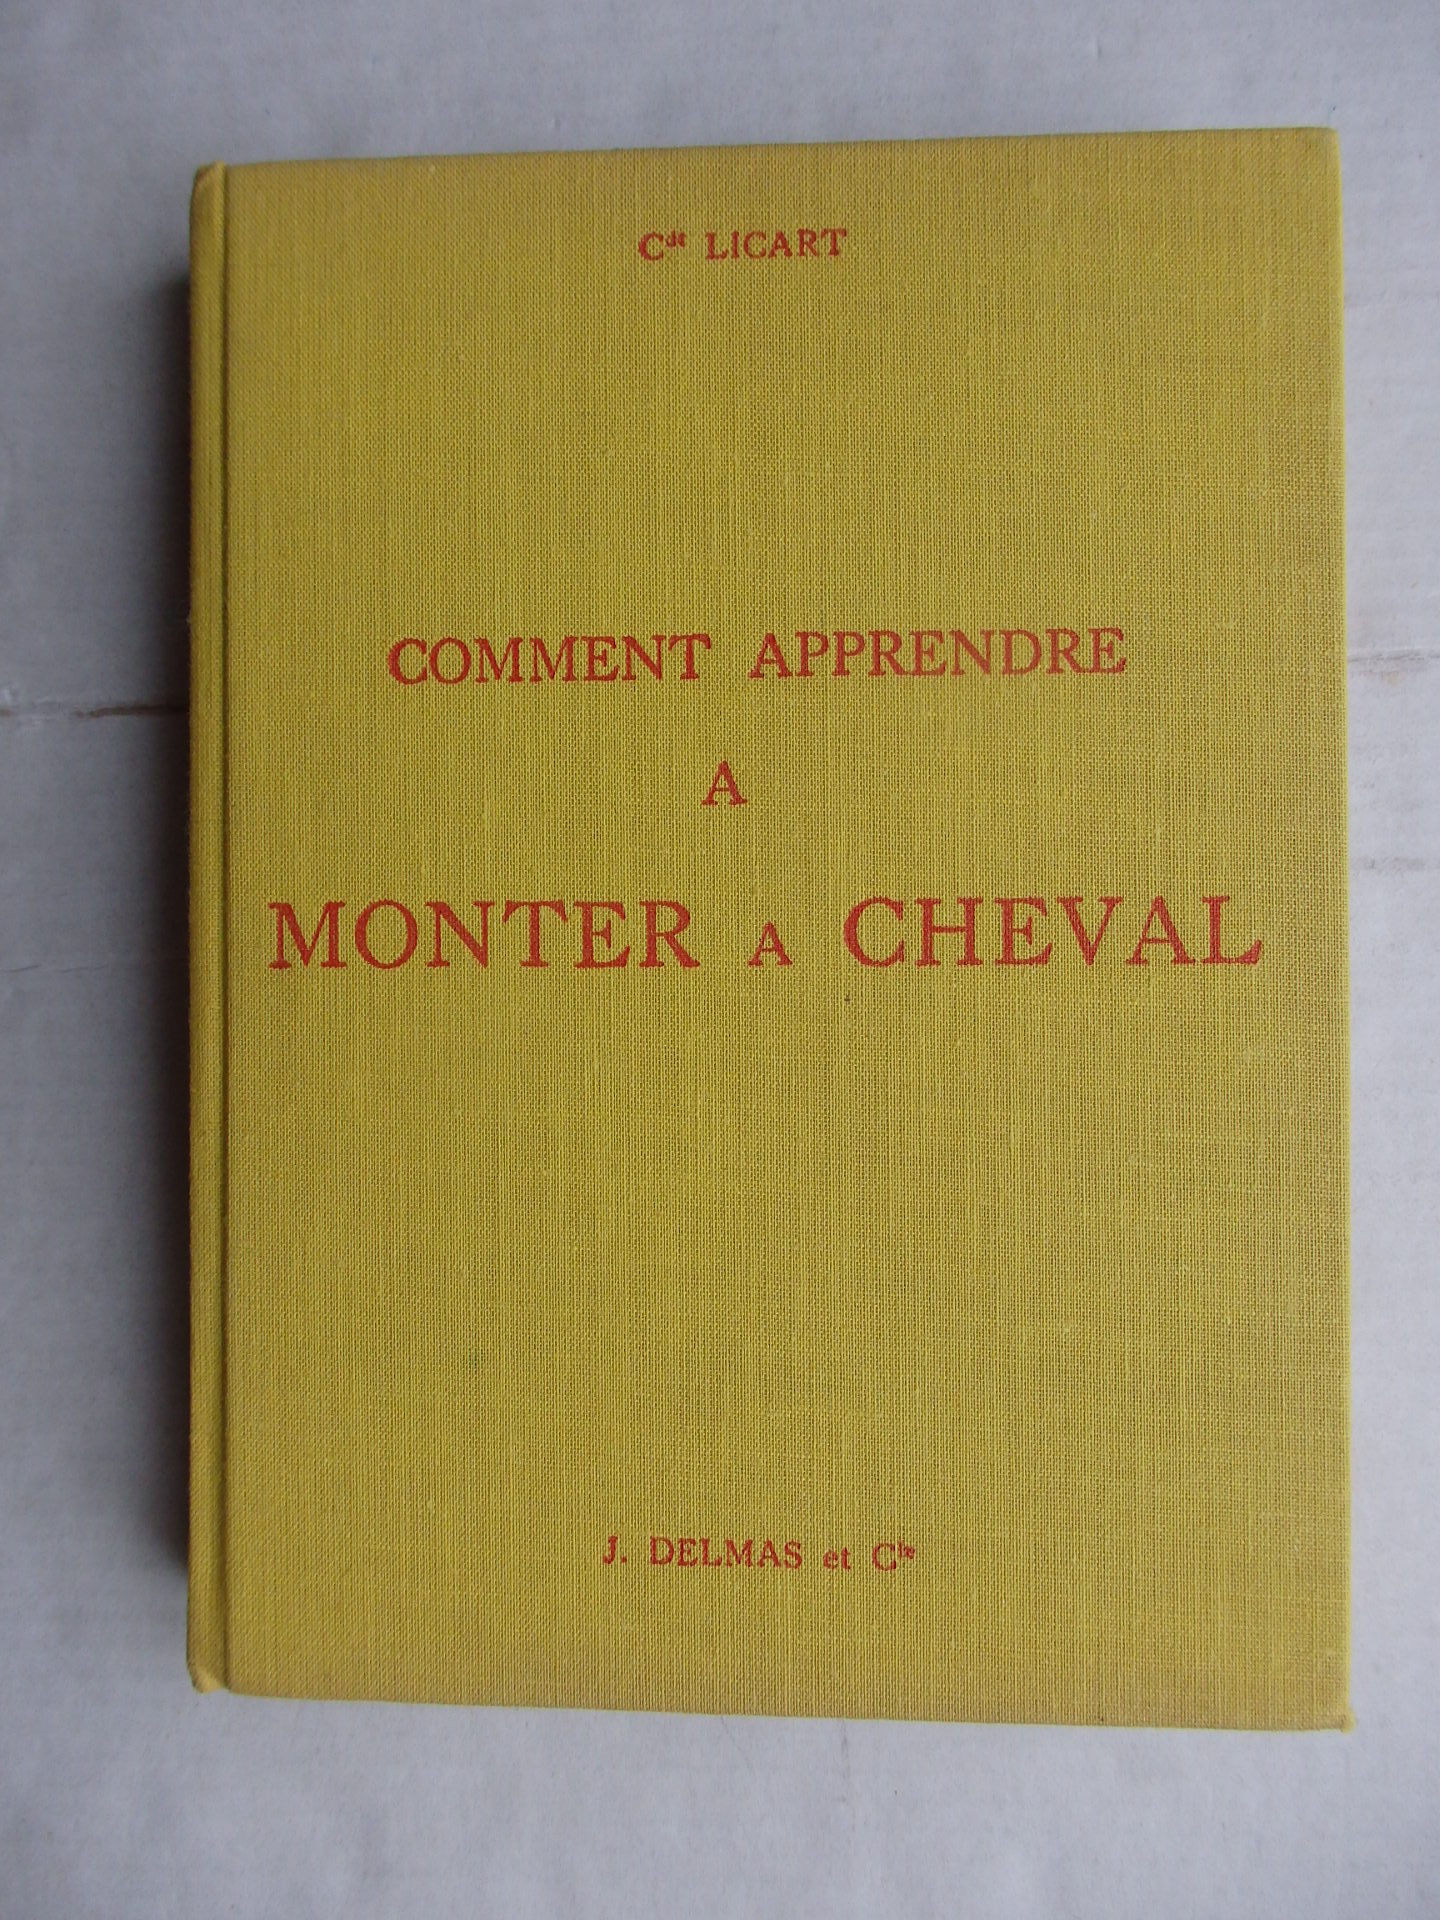 Cdt LICART
COMMENT APPRENDRE
A
MONTER A CHEVAL
J. DELMAS et Cie